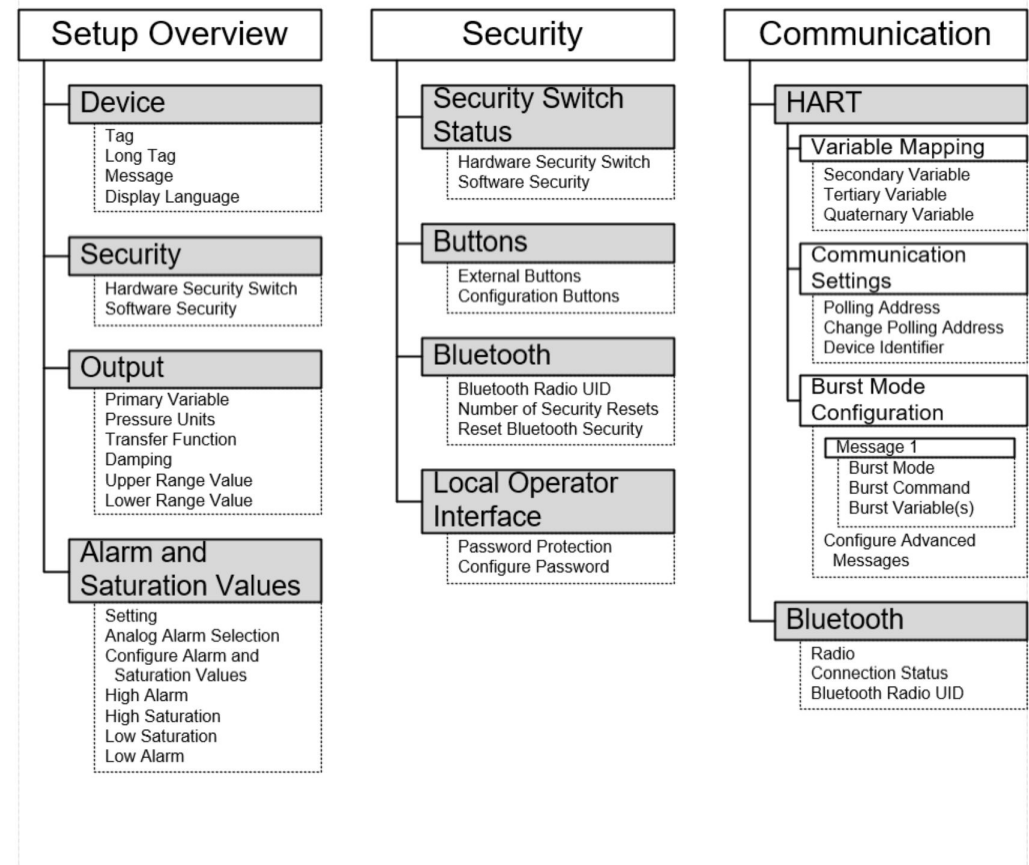 Setup Overview
Device
Tag
Long Tag
Message
Display Language
Security
Hardware Security Switch
Software Security
Output
Primary Variable
Pressure Units
Transfer Function
Damping
Upper Range Value
Lower Range Value
Alarm and
Saturation Values
Setting
Analog Alarm Selection
Configure Alarm and
Saturation Values
High Alarm
High Saturation
Low Saturation
Low Alarm
Security
Security Switch
Status
Hardware Security Switch
Software Security
Buttons
External Buttons
Configuration Buttons
Bluetooth
Bluetooth Radio UID
Number of Security Resets
Reset Bluetooth Security
Local Operator
Interface
Password Protection
Configure Password
Communication
HART
Variable Mapping
Secondary Variable
Tertiary Variable
Quaternary Variable
Communication
Settings
Polling Address
Change Polling Address
Device Identifier
Burst Mode
Configuration
Message 1
Burst Mode
Burst Command
Burst Variable(s)
Configure Advanced
Messages
Bluetooth
Radio
Connection Status
Bluetooth Radio UID